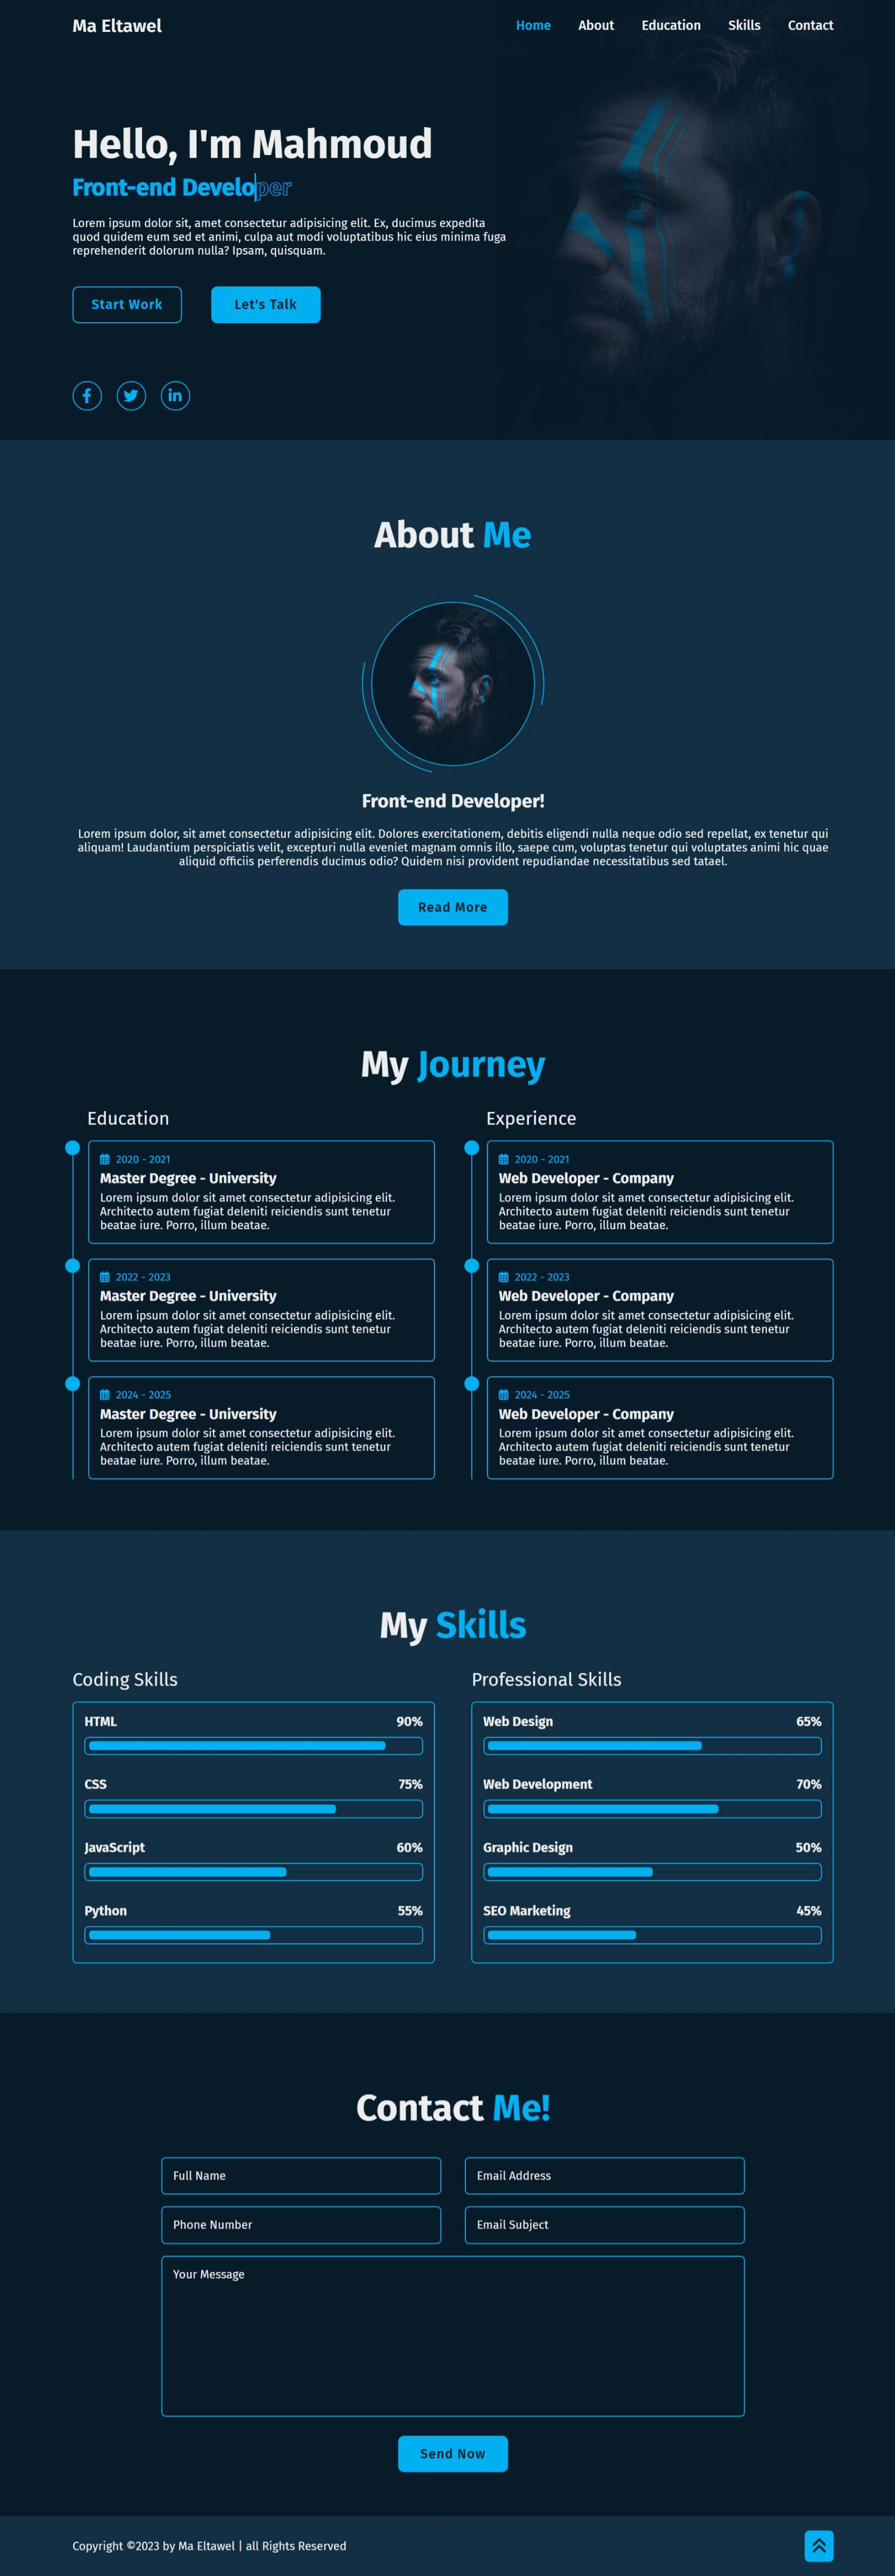 Ma Eltawel
Home About Education Skills Contact
Hello, I'm Mahmoud
Front-end Developer
Lorem ipsum dolor sit, amet consectetur adipisicing elit. Ex, ducimus expedita
quod quidem eum sed et animi, culpa aut modi voluptatibus hic eius minima fuga
reprehenderit dolorum nulla? Ipsam, quisquam.
Start Work Let's Talk
About Me
Front-end Developer!
Lorem ipsum dolor, sit amet consectetur adipisicing elit. Dolores exercitationem, debitis eligendi nulla neque odio sed repellat, ex tenetur qui
aliquam! Laudantium perspiciatis velit, excepturi nulla eveniet magnam omnis illo, saepe cum, voluptas tenetur qui voluptates animi hic quae
aliquid officiis perferendis ducimus odio? Quidem nisi provident repudiandae necessitatibus sed tatael.
Read More
My Journey
Education
2020 - 2021
Master Degree - University
Lorem ipsum dolor sit amet consectetur adipisicing elit.
Architecto autem fugiat deleniti reiciendis sunt tenetur
beatae iure. Porro, illum beatae.
2022 - 2023
Master Degree - University
Lorem ipsum dolor sit amet consectetur adipisicing elit.
Architecto autem fugiat deleniti reiciendis sunt tenetur
beatae iure. Porro, illum beatae.
2024 - 2025
Master Degree - University
Lorem ipsum dolor sit amet consectetur adipisicing elit.
Architecto autem fugiat deleniti reiciendis sunt tenetur
beatae iure. Porro, illum beatae.
Experience
2020 - 2021
Web Developer - Company
Lorem ipsum dolor sit amet consectetur adipisicing elit.
Architecto autem fugiat deleniti reiciendis sunt tenetur
beatae iure. Porro, illum beatae.
2022 - 2023
Web Developer - Company
Lorem ipsum dolor sit amet consectetur adipisicing elit.
Architecto autem fugiat deleniti reiciendis sunt tenetur
beatae iure. Porro, illum beatae.
2024 - 2025
Web Developer - Company
Lorem ipsum dolor sit amet consectetur adipisicing elit.
Architecto autem fugiat deleniti reiciendis sunt tenetur
beatae iure. Porro, illum beatae.
My Skills
Coding Skills
HTML 90%
CSS 75%
JavaScript 60%
Python 55%
Professional Skills
Web Design 65%
Web Development 70%
Graphic Design 50%
SEO Marketing 45%
Contact Me!
Full Name Email Address
Phone Number Email Subject
Your Message
Send Now
Copyright ©2023 by Ma Eltawel | all Rights Reserved